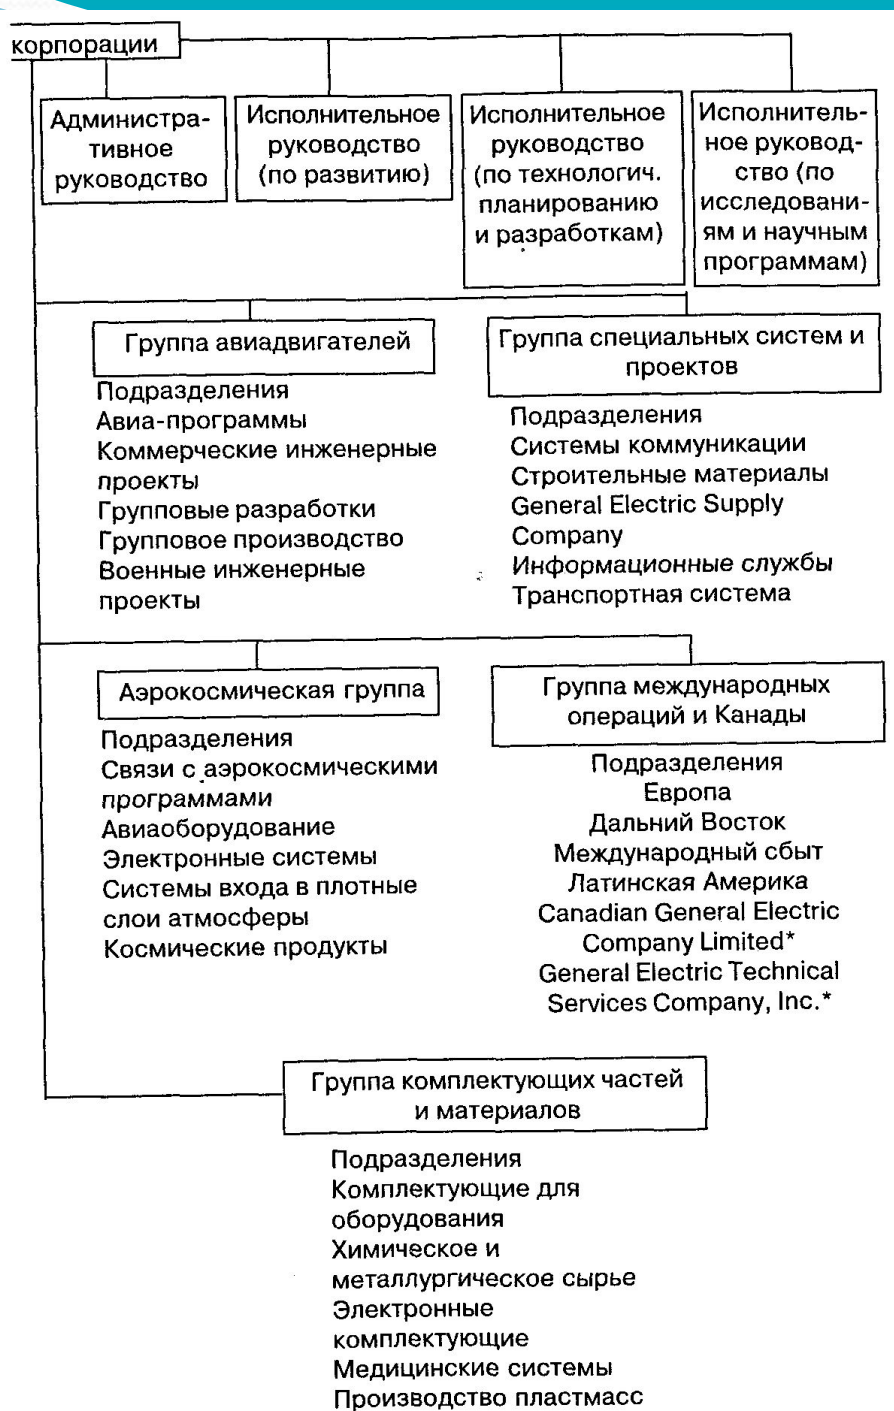 корпорации
Администра-
тивное
руководство
Исполнительное
руководство
(по развитию)
Исполнительное
руководство
(по технологич.
планированию
и разработкам)
Исполнитель-
ное руковод-
ство (по
исследовани-
ям и научным
программам)
Группа авиадвигателей
Подразделения
Авиа-программы
Коммерческие инженерные
проекты
Групповые разработки
Групповое производство
Военные инженерные
проекты
Группа специальных систем и
проектов
Подразделения
Системы коммуникации
Строительные материалы
General Electric Supply
Company
Информационные службы
Транспортная система
Аэрокосмическая группа
Подразделения
Связи с аэрокосмическими
программами
Авиаоборудование
Электронные системы
Системы входа в плотные
слои атмосферы
Космические продукты
Группа международных
операций и Канады
Подразделения
Европа
Дальний Восток
Международный сбыт
Латинская Америка
Canadian General Electric
Company Limited*
General Electric Technical
Services Company, Inc.*
Группа комплектующих частей
и материалов
Подразделения
Комплектующие для
оборудования
Химическое и
металлургическое сырье
Электронные
комплектующие
Медицинские системы
Производство пластмасс